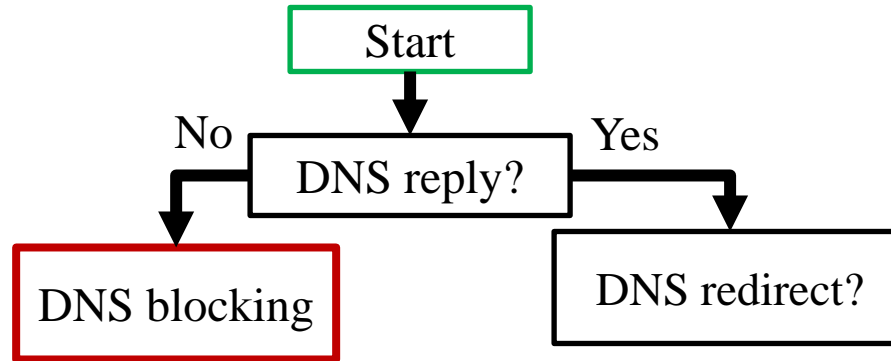 Start
No
Yes
DNS reply?
DNS blocking
DNS redirect?